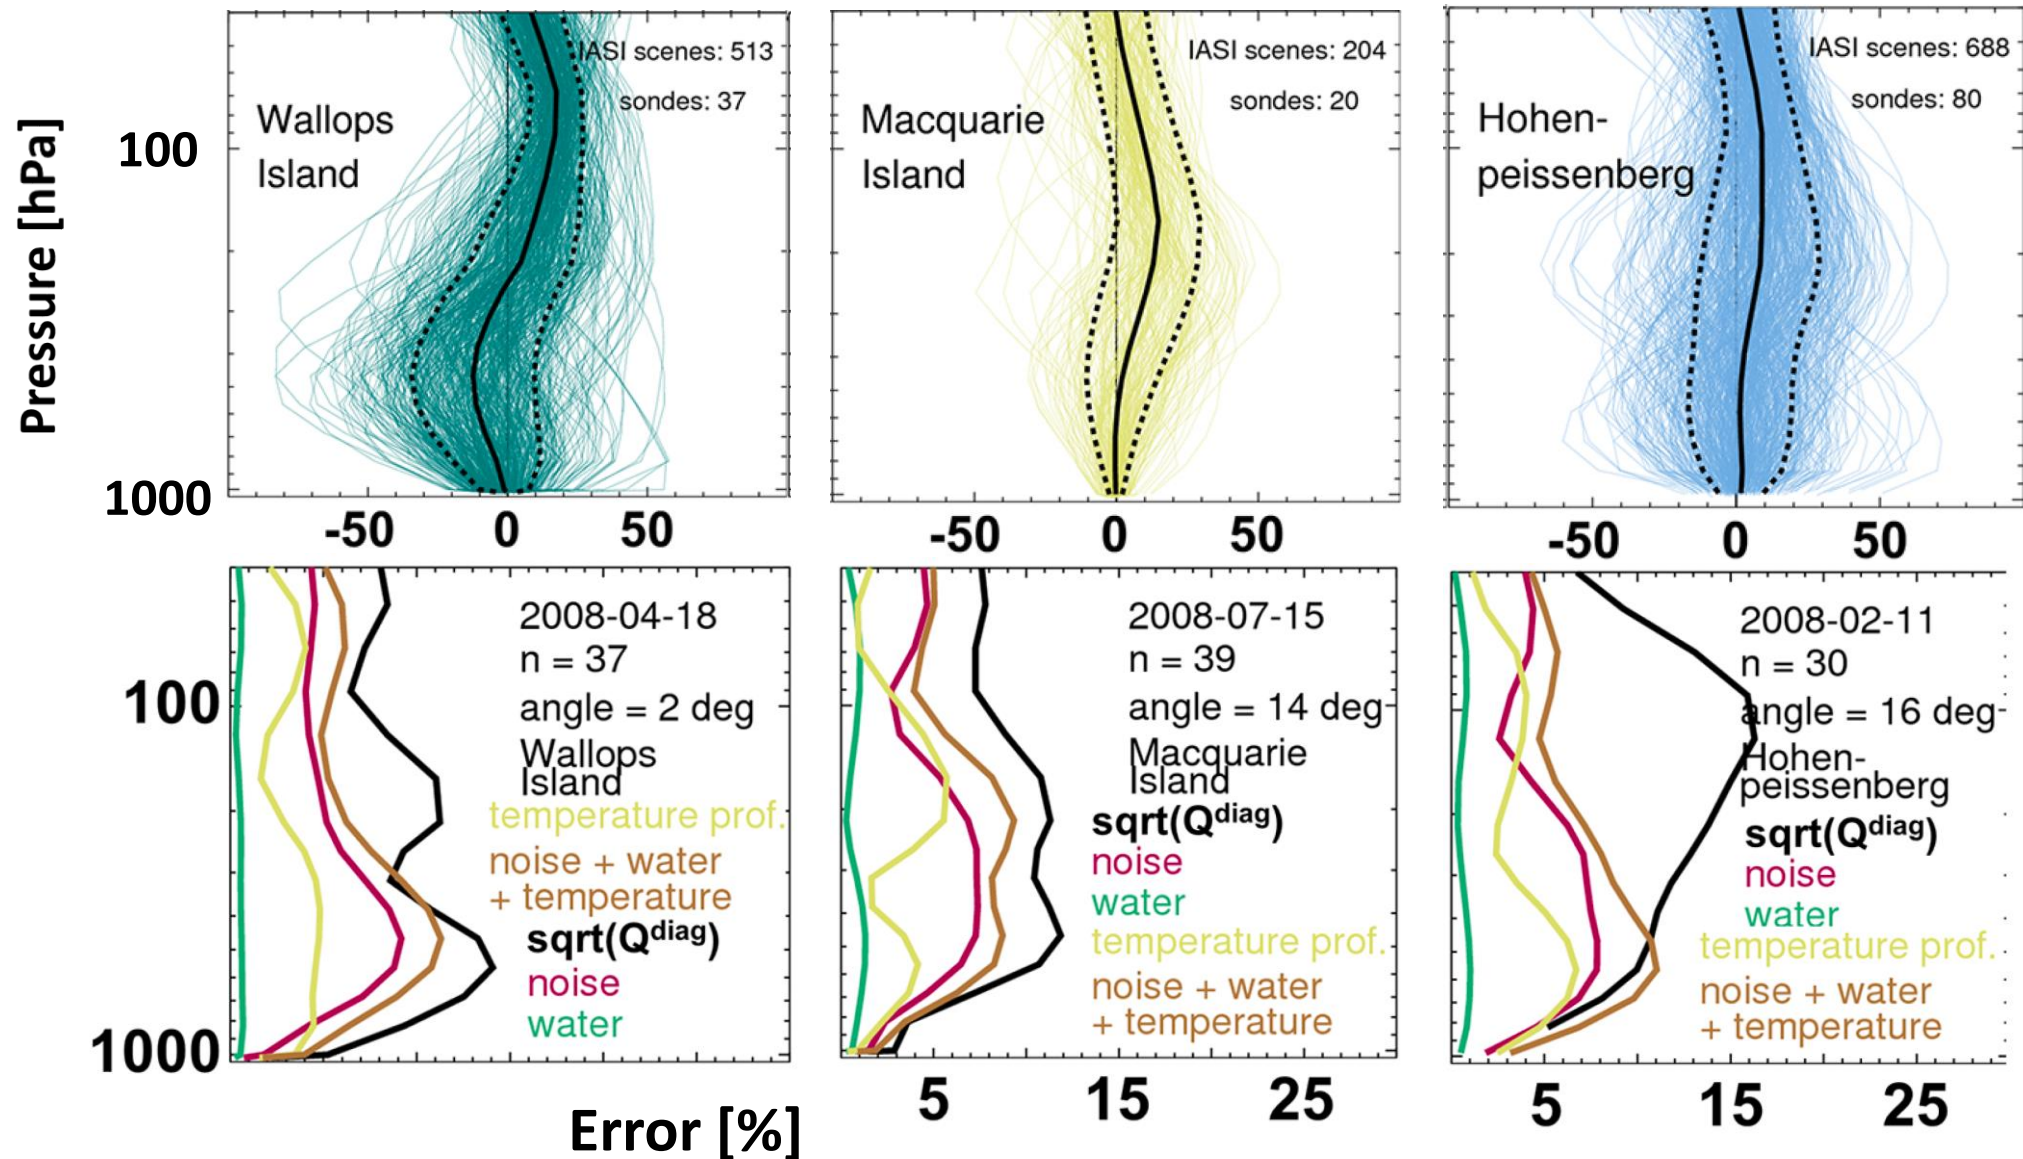 Pressure [hPa]
100
1000
Wallops
Island
IASI scenes: 513
sondes: 37
-50 0 50
Macquarie
Island
IASI scenes: 204
sondes: 20
-50 0 50
Hohen-
peissenberg
IASI scenes: 688
sondes: 80
-50 0 50
100
1000
2008-04-18
n = 37
angle = 2 deg
Wallops
Island
temperature prof.
noise + water
+ temperature
sqrt(Qdiag)
noise
water
2008-07-15
n = 39
angle = 14 deg
Macquarie
Island
sqrt(Qdiag)
noise
water
temperature prof.
noise + water
+ temperature
5 15 25
2008-02-11
n = 30
angle = 16 deg
Hohen-
peissenberg
sqrt(Qdiag)
noise
water
temperature prof.
noise + water
+ temperature
5 15 25
Error [%]